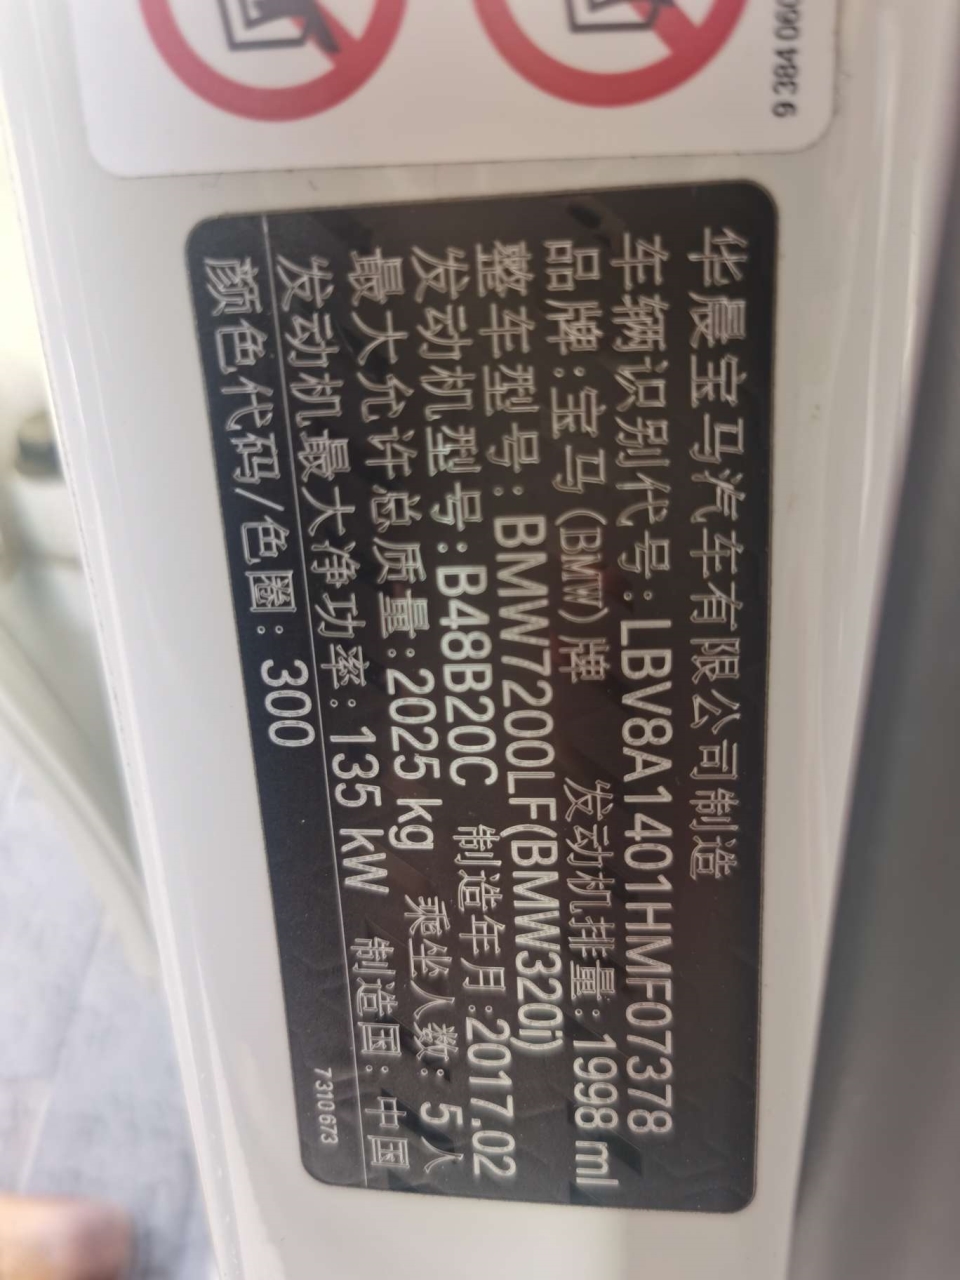 9 384 060
华晨宝马汽车有限公司制造
车辆识别代号:LBV8A1401HMF07378
品牌:宝马(BMW)牌 发动机排量:1998 ml
整车型号:BMW7200LF(BMW320i)
发动机型号:B48B20C 制造年月:2017.02
最大允许总质量:2025 kg 乘坐人数:5人
发动机最大净功率:135 kW 制造国:中国
颜色代码/色圈:300
7310673